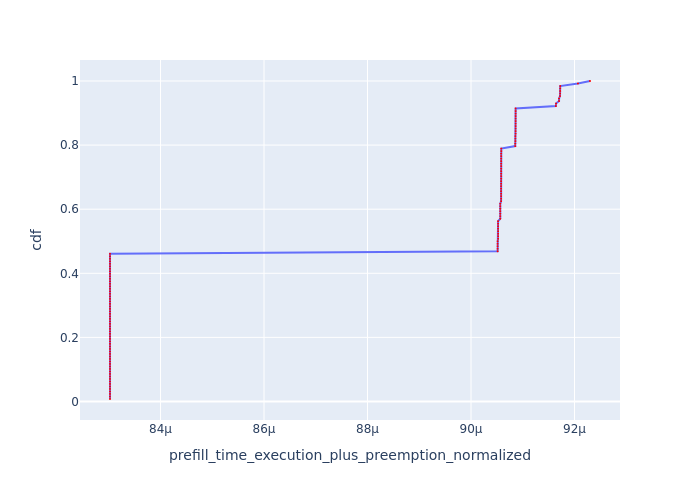 1
0.8
0.6
0.4
0.2
0
cdf
84μ
86μ
88μ
90μ
92μ
prefill_time_execution_plus_preemption_normalized